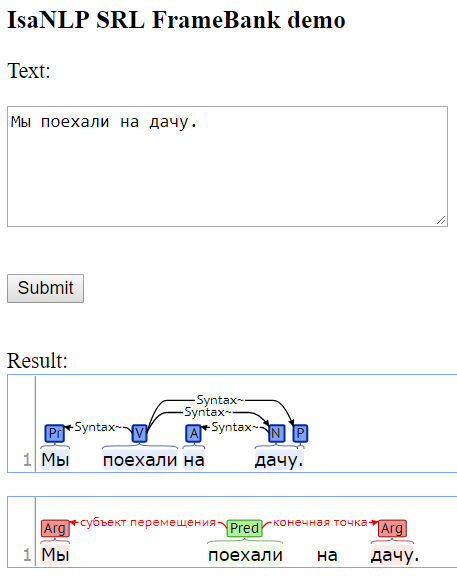 IsaNLP SRL FrameBank demo
Text:
Мы поехали на дачу.
Submit
Result:
Syntax~
Syntax~
Pr Syntax~ V A Syntax~ N P
1 Мы поехали на дачу.
Arg субъект перемещения Pred конечная точка Arg
1 Мы поехали на дачу.